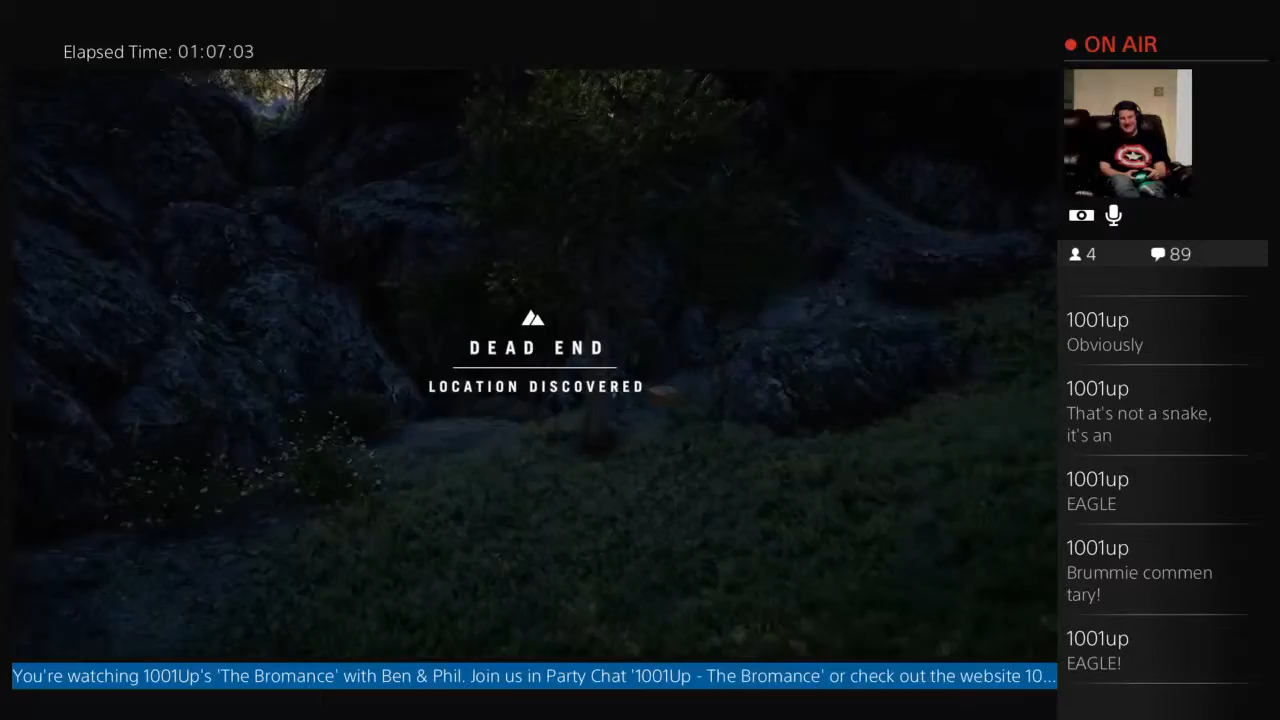 Elapsed Time: 01:07:03
ON AIR
4
89
DEAD END
LOCATION DISCOVERED
1001up
Obviously
1001up
That's not a snake,
it's an
1001up
EAGLE
1001up
Brummie commen
tary!
1001up
EAGLE!
You're watching 1001Up's 'The Bromance' with Ben & Phil. Join us in Party Chat '1001Up - The Bromance' or check out the website 10...